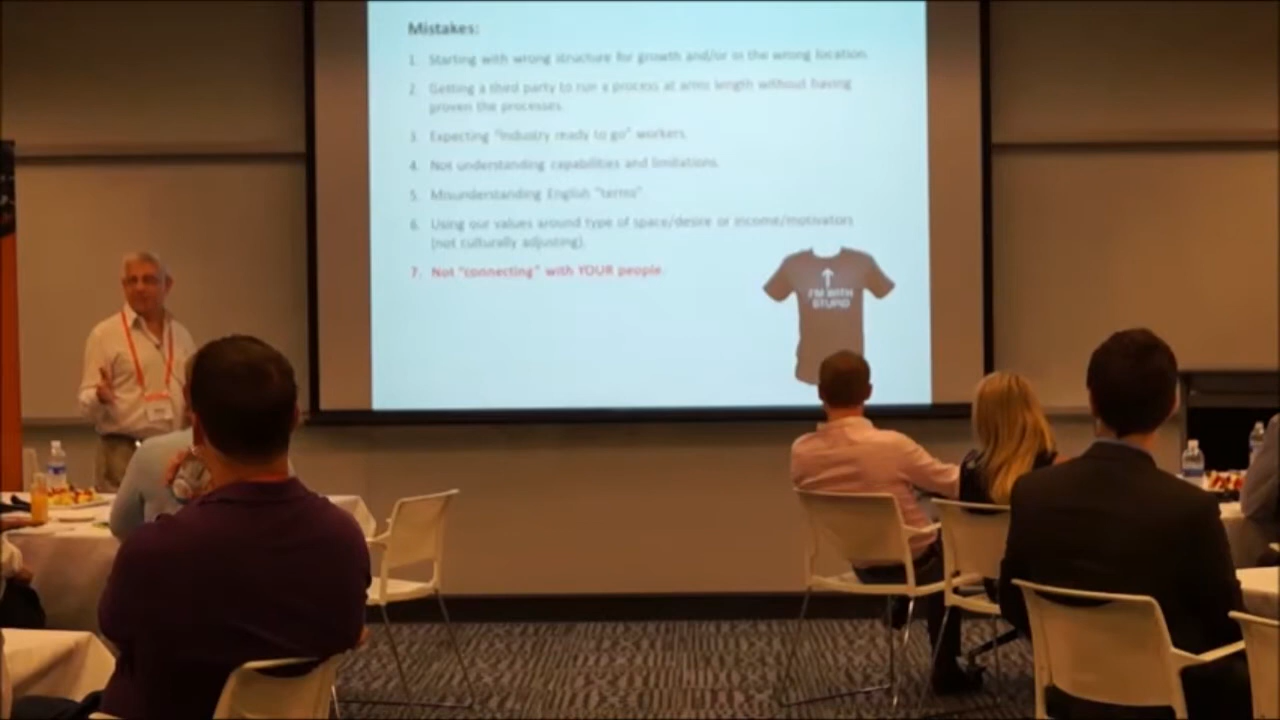 Mistakes:
1. Starting with wrong structure for growth and/or in the wrong location.
2. Getting a third party to run a process at arms length without having
proven the processes.
3. Expecting "industry ready to go" workers.
4. Not understanding capabilities and limitations.
5. Misunderstanding English "terms"
6. Using our values around type of space/desire or income/motivators
(not culturally adjusting).
7. Not "connecting" with YOUR people.
I'M WITH
STUPID